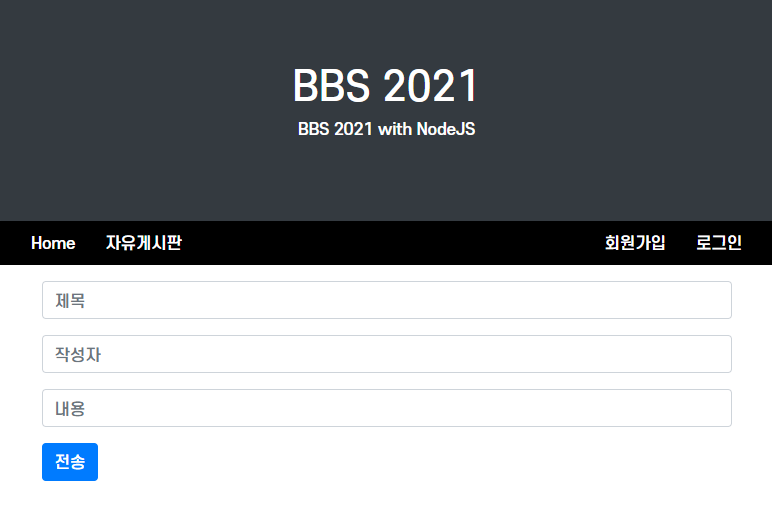 BBS 2021
BBS 2021 with NodeJS
Home 자유게시판 회원가입 로그인
제목
작성자
내용
전송